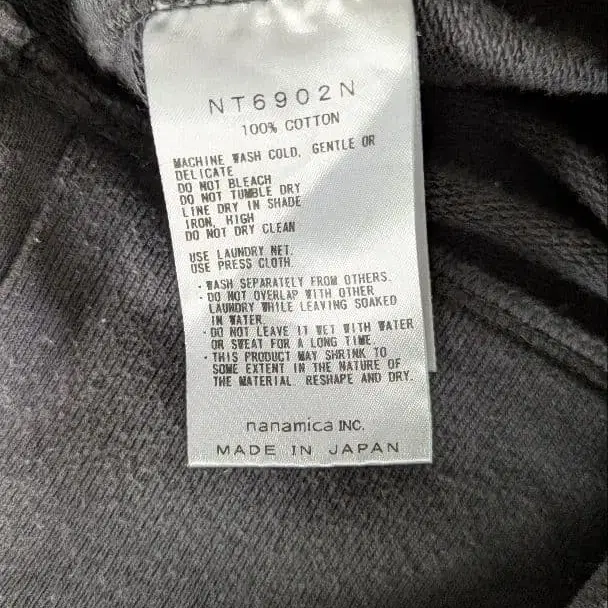 NT6902N
100% COTTON
MACHINE WASH COLD, GENTLE OR
DELICATE
DO NOT BLEACH
DO NOT TUMBLE DRY
LINE DRY IN SHADE
IRON, HIGH
DO NOT DRY CLEAN
USE LAUNDRY NET.
USE PRESS CLOTH.
・WASH SEPARATELY FROM OTHERS.
・DO NOT OVERLAP WITH OTHER
LAUNDRY WHILE LEAVING SOAKED
IN WATER.
・DO NOT LEAVE IT WET WITH WATER
OR SWEAT FOR A LONG TIME.
・THIS PRODUCT MAY SHRINK TO
SOME EXTENT IN THE NATURE OF
THE MATERIAL. RESHAPE AND DRY.
nanamica INC.
MADE IN JAPAN